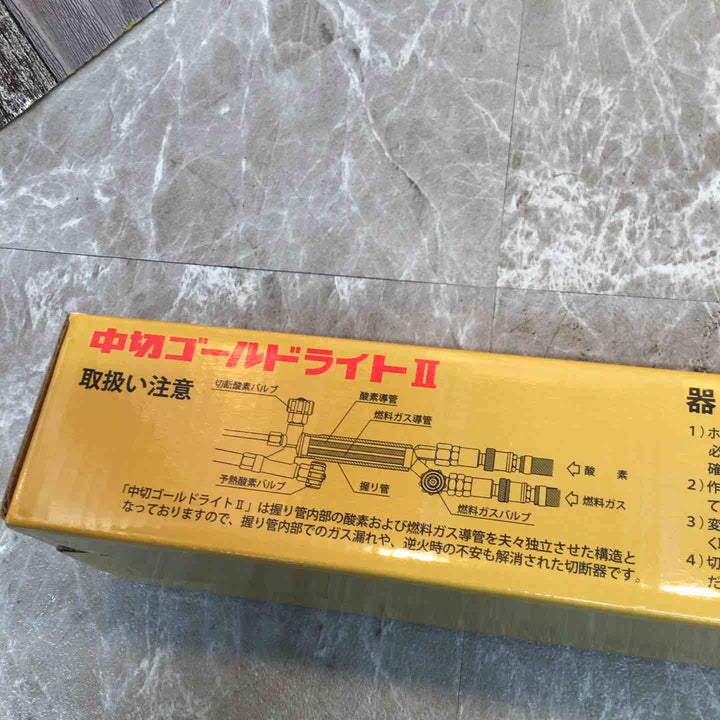 中切ゴールドライトⅡ
取扱い注意
切断酸素バルブ
酸素導管
燃料ガス導管
酸 素
燃料ガス
予熱酸素バルブ
握り管
燃料ガスバルブ
「中切ゴールドライトⅡ」は握り管内部の酸素および燃料ガス導管を夫々独立させた構造と
なっておりますので、握り管内部でのガス漏れや、逆火時の不安も解消された切断器です。
器
1)ホ
必
確
2)作
て
3)変
く
4)切
だ